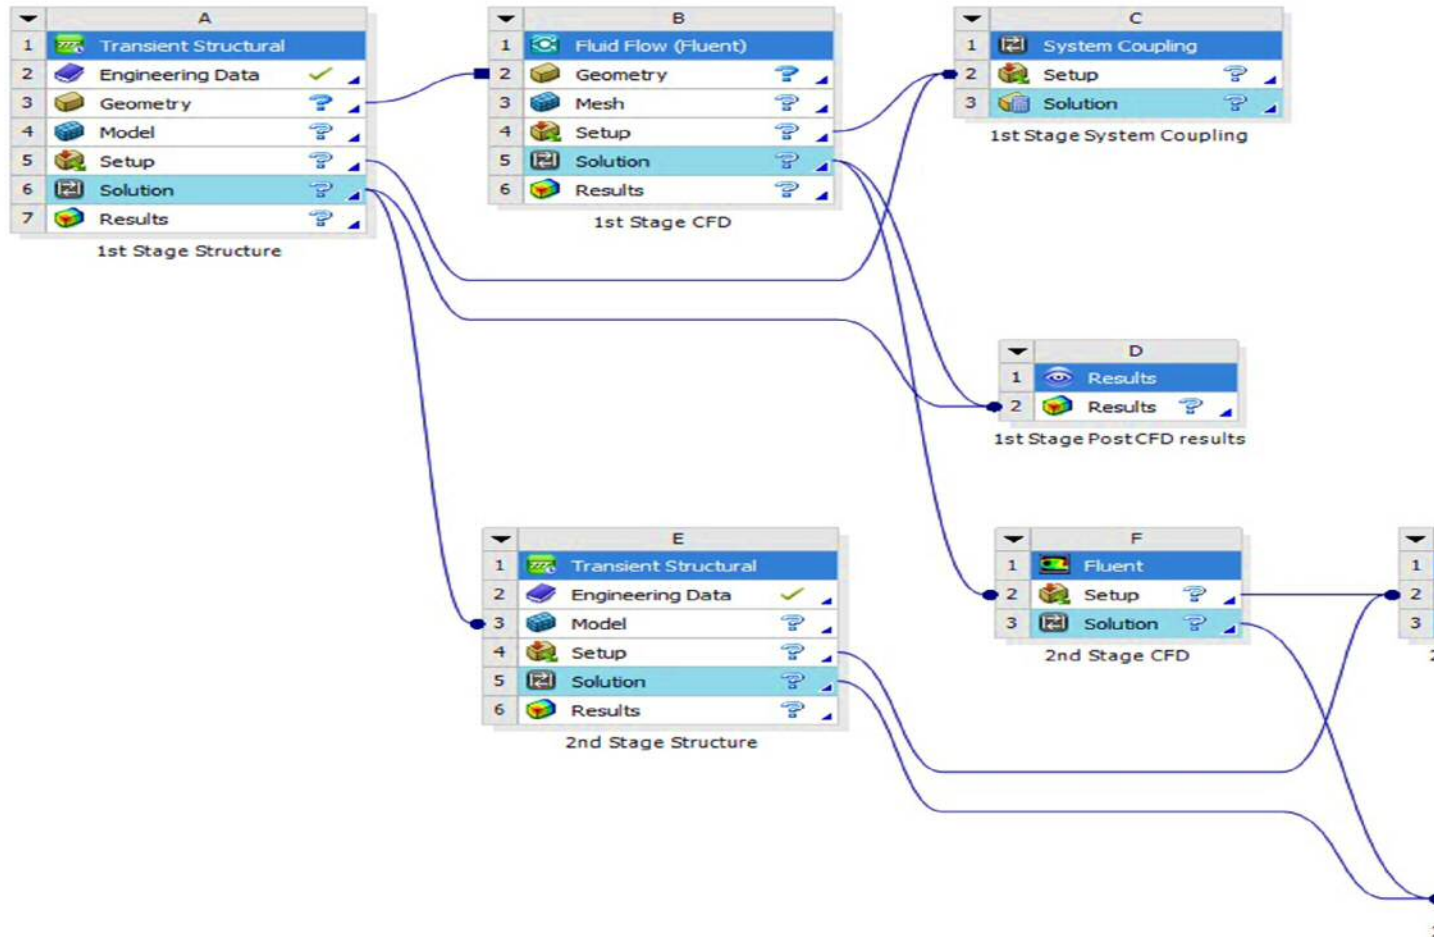 A
1 Transient Structural
2 Engineering Data
3 Geometry
4 Model
5 Setup
6 Solution
7 Results
1st Stage Structure
B
1 Fluid Flow (Fluent)
2 Geometry
3 Mesh
4 Setup
5 Solution
6 Results
1st Stage CFD
C
1 System Coupling
2 Setup
3 Solution
1st Stage System Coupling
D
1 Results
2 Results
1st Stage Post CFD results
E
1 Transient Structural
2 Engineering Data
3 Model
4 Setup
5 Solution
6 Results
2nd Stage Structure
F
1 Fluent
2 Setup
3 Solution
2nd Stage CFD
1
2
3